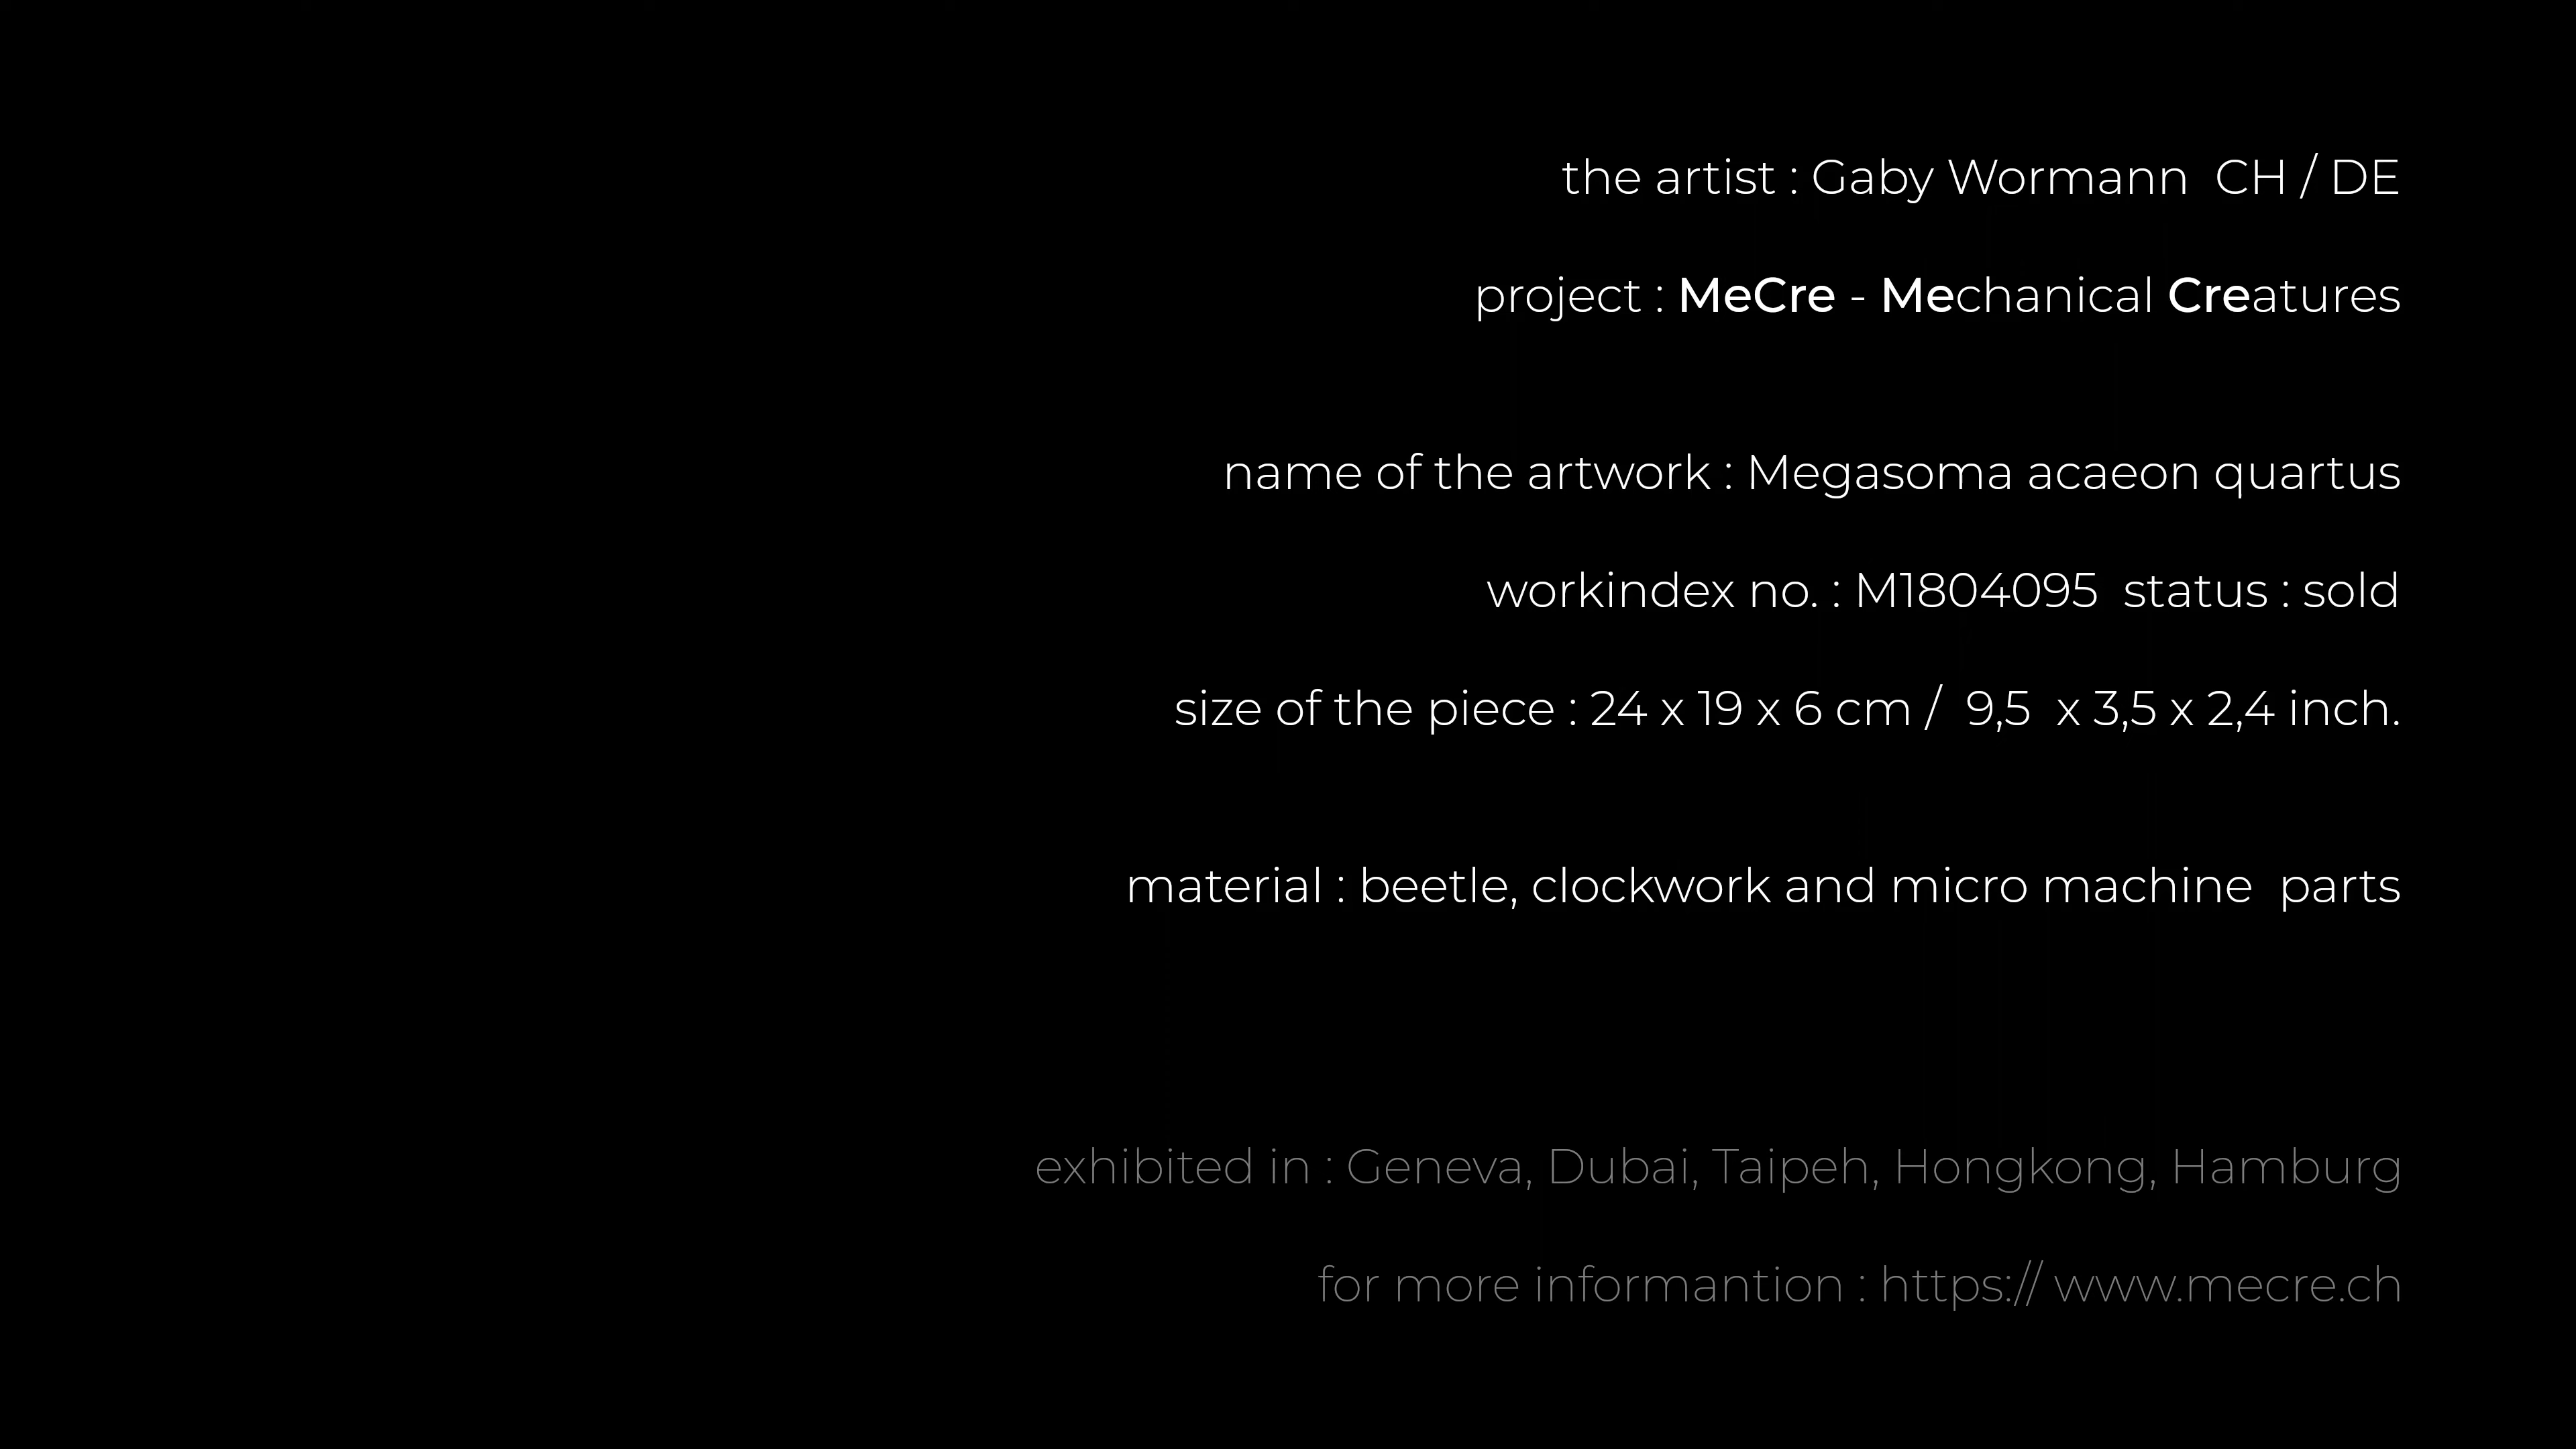 the artist : Gaby Wormann  CH / DE
project : MeCre - Mechanical Creatures
name of the artwork : Megasoma acaeon quartus
workindex no. : M1804095  status : sold
size of the piece : 24 x 19 x 6 cm /  9,5  x 3,5 x 2,4 inch.
material : beetle, clockwork and micro machine  parts
exhibited in : Geneva, Dubai, Taipeh, Hongkong, Hamburg
for more informantion : https:// www.mecre.ch